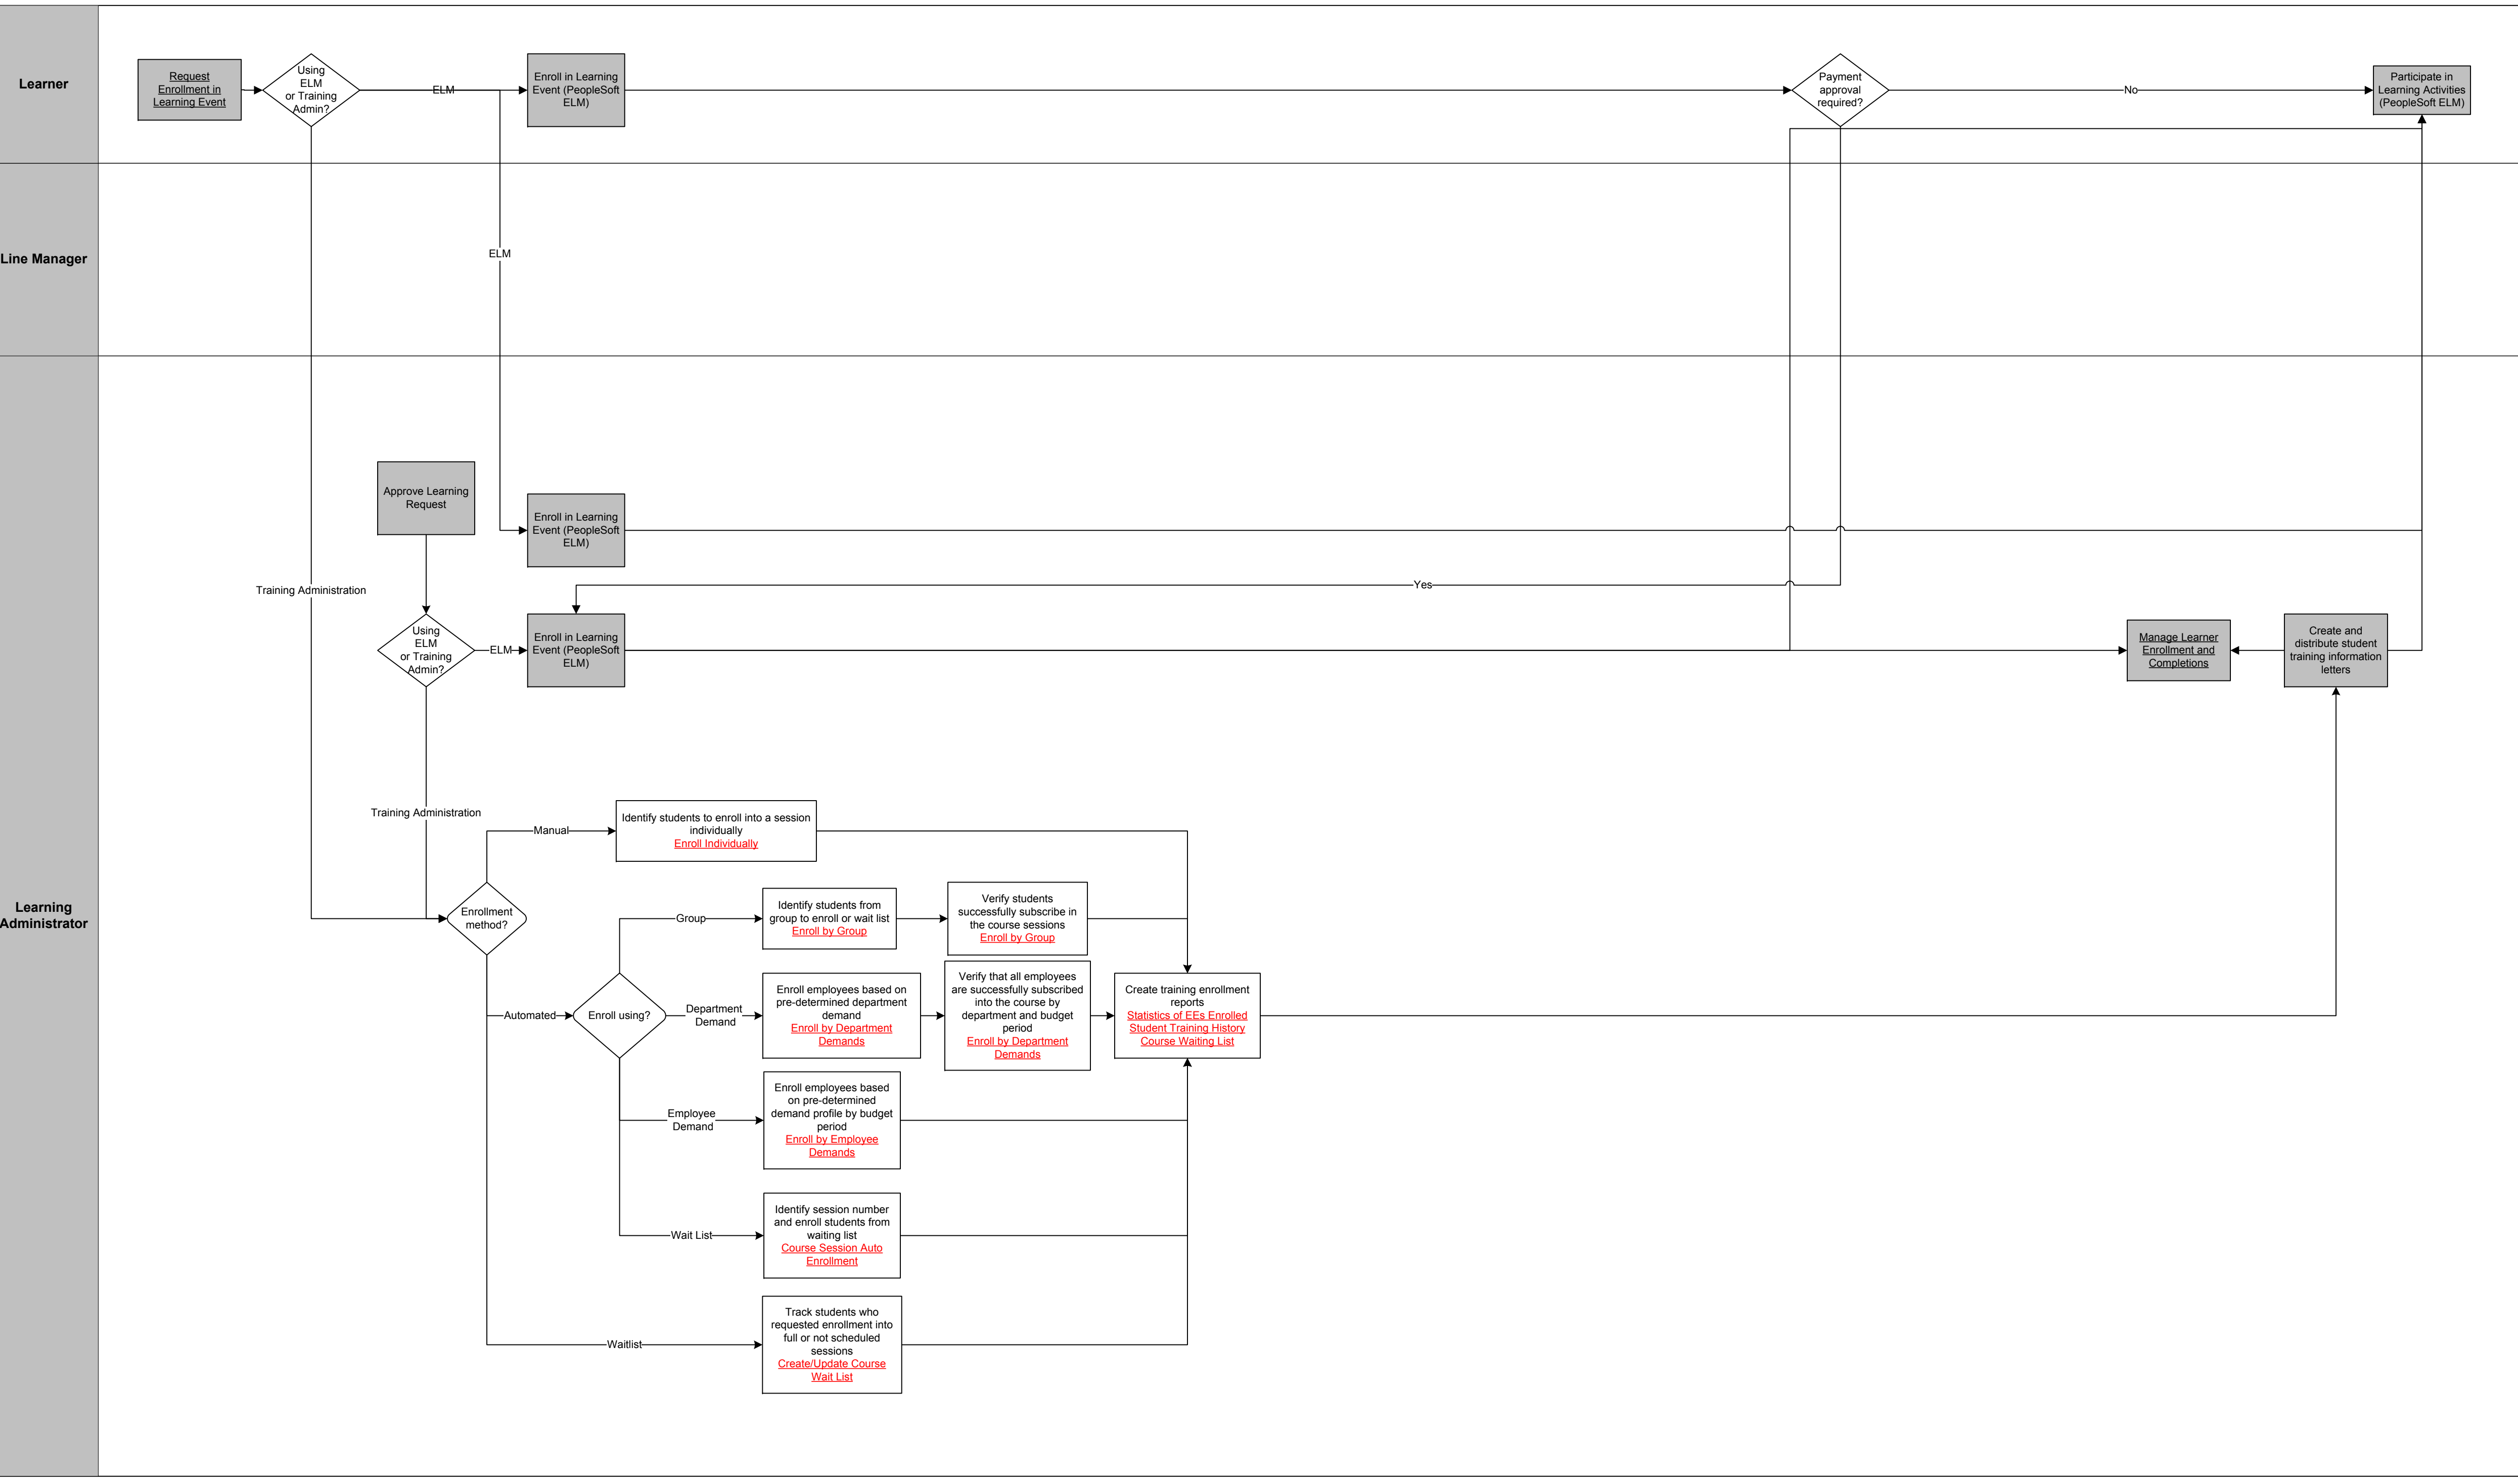 Learner
Request
Enrollment in
Learning Event
Using
ELM
or Training
Admin?
ELM
Enroll in Learning
Event (PeopleSoft
ELM)
Payment
approval
required?
No
Participate in
Learning Activities
(PeopleSoft ELM)
Line Manager
ELM
Learning
Administrator
Approve Learning
Request
Enroll in Learning
Event (PeopleSoft
ELM)
Training Administration
Yes
Using
ELM
or Training
Admin?
ELM
Enroll in Learning
Event (PeopleSoft
ELM)
Manage Learner
Enrollment and
Completions
Create and
distribute student
training information
letters
Training Administration
Manual
Identify students to enroll into a session
individually
Enroll Individually
Enrollment
method?
Group
Identify students from
group to enroll or wait list
Enroll by Group
Verify students
successfully subscribe in
the course sessions
Enroll by Group
Automated
Enroll using?
Department
Demand
Enroll employees based on
pre-determined department
demand
Enroll by Department
Demands
Verify that all employees
are successfully subscribed
into the course by
department and budget
period
Enroll by Department
Demands
Create training enrollment
reports
Statistics of EEs Enrolled
Student Training History
Course Waiting List
Employee
Demand
Enroll employees based
on pre-determined
demand profile by budget
period
Enroll by Employee
Demands
Wait List
Identify session number
and enroll students from
waiting list
Course Session Auto
Enrollment
Waitlist
Track students who
requested enrollment into
full or not scheduled
sessions
Create/Update Course
Wait List